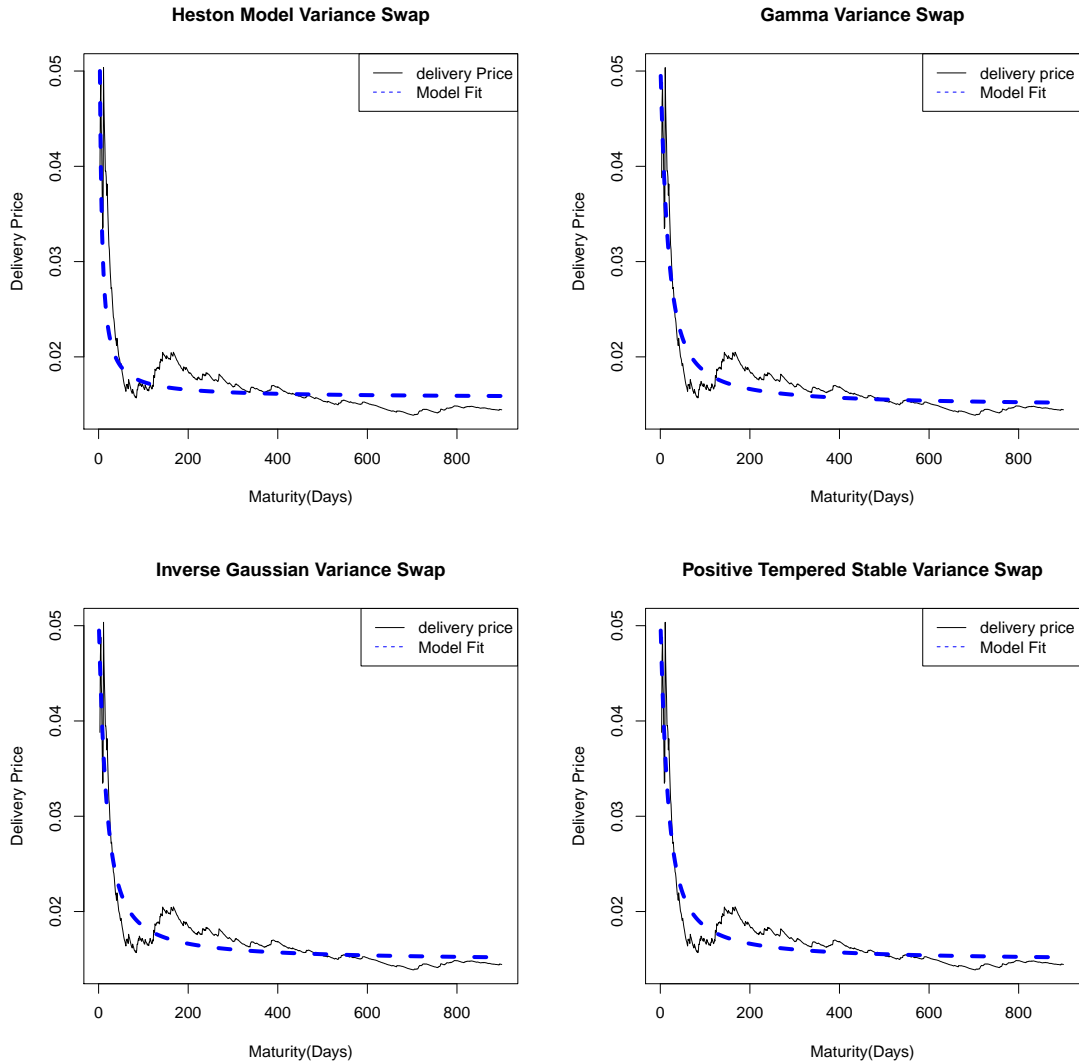 Heston Model Variance Swap
delivery Price
Model Fit
Delivery Price
0.05
0.04
0.03
0.02
0 200 400 600 800
Maturity(Days)
Gamma Variance Swap
delivery price
Model Fit
Delivery Price
0.05
0.04
0.03
0.02
0 200 400 600 800
Maturity(Days)
Inverse Gaussian Variance Swap
delivery price
Model Fit
Delivery Price
0.05
0.04
0.03
0.02
0 200 400 600 800
Maturity(Days)
Positive Tempered Stable Variance Swap
delivery price
Model Fit
Delivery Price
0.05
0.04
0.03
0.02
0 200 400 600 800
Maturity(Days)